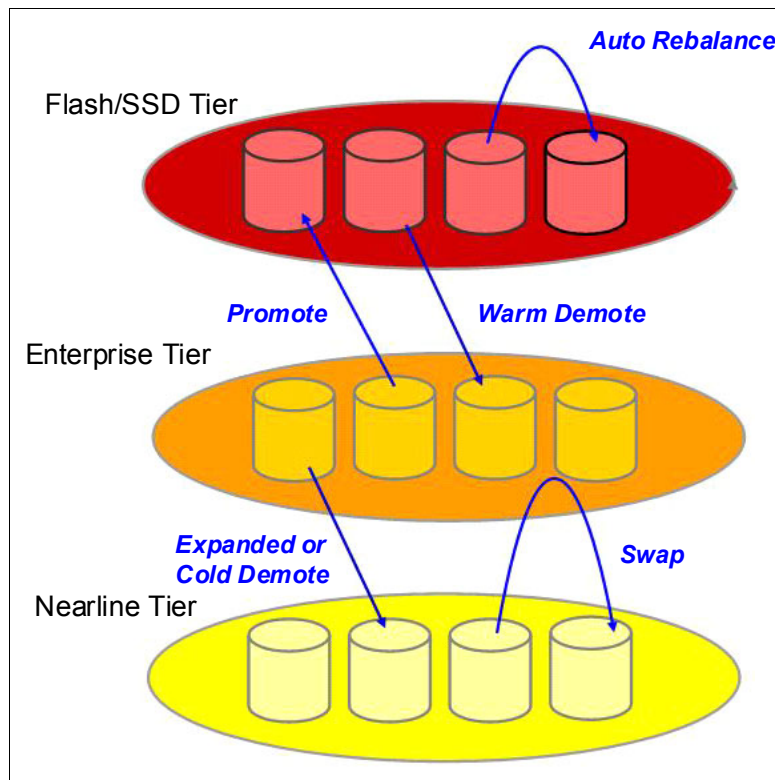 Auto Rebalance
Flash/SSD Tier
Promote
Warm Demote
Enterprise Tier
Expanded or
Cold Demote
Swap
Nearline Tier